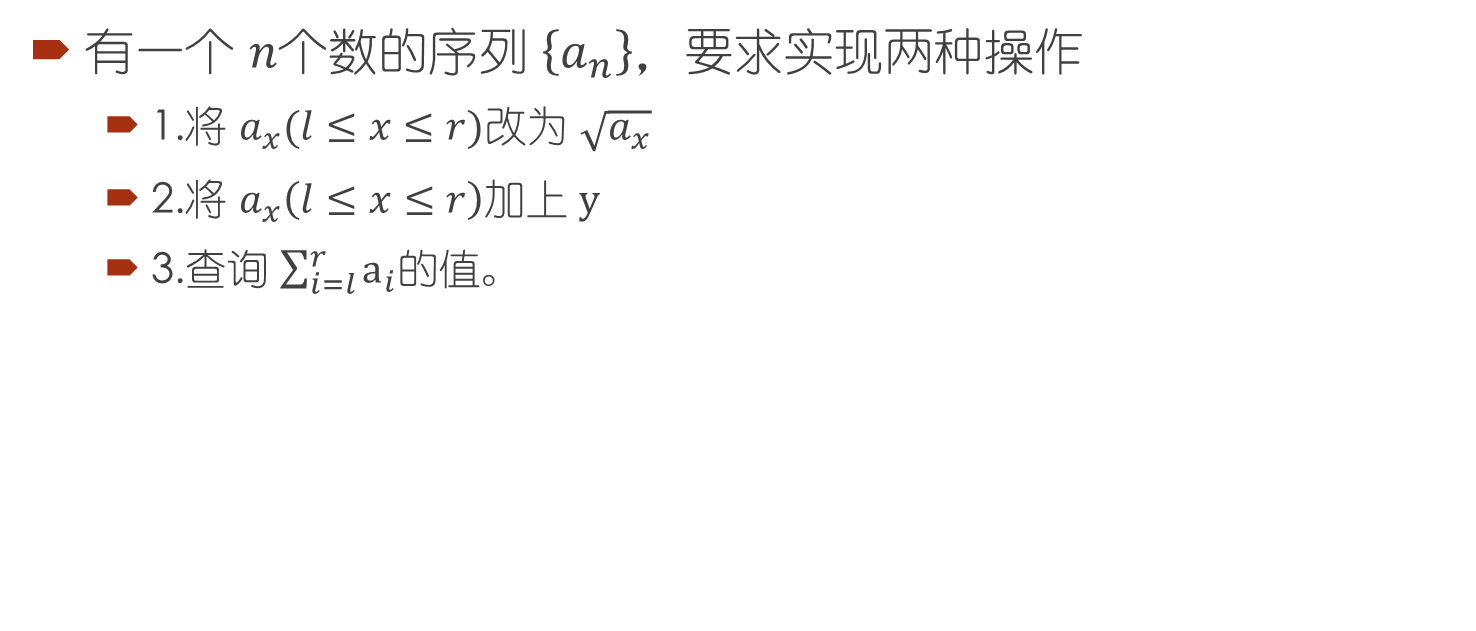 有一个 n个数的序列 {aₙ}，要求实现两种操作
1.将 aₓ(l ≤ x ≤ r)改为 √aₓ
2.将 aₓ(l ≤ x ≤ r)加上 y
3.查询 ∑ᵢ₌ₗʳ aᵢ的值。